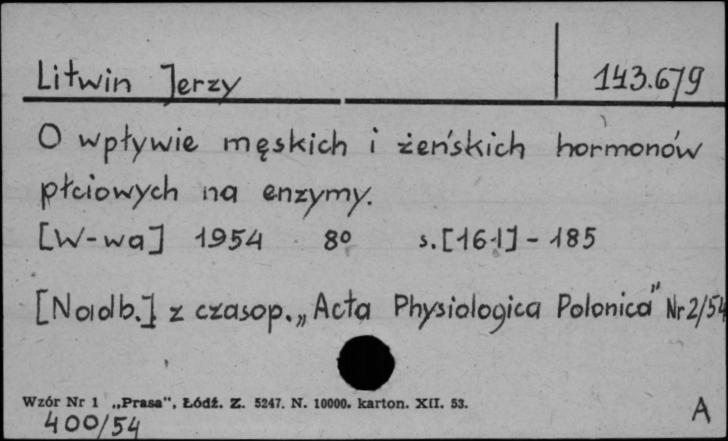 Litwin Jerzy 143.679
O wpływie męskich i żeńskich hormonów
płciowych na enzymy.
[W-wa] 1954 8° s.[161] - 185
[Nadb.] z czasop. „Acta Physiologica Polonica" Nr 2/54
Wzór Nr 1 „Prasa", Łódź. Z. 5247. N. 10000. karton. XII. 53.
400/54 A